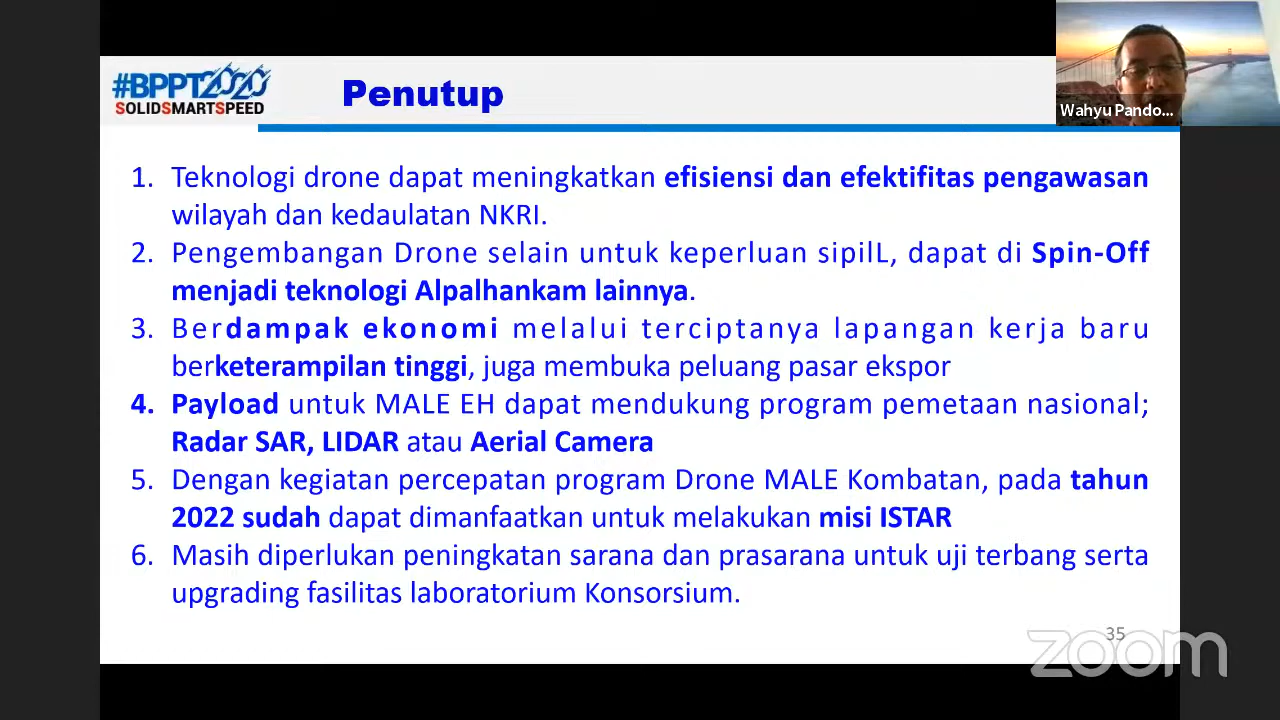 #BPPT2020
SOLIDSMARTSPEED
Penutup
Wahyu Pando...
1. Teknologi drone dapat meningkatkan efisiensi dan efektifitas pengawasan
wilayah dan kedaulatan NKRI.
2. Pengembangan Drone selain untuk keperluan sipilL, dapat di Spin-Off
menjadi teknologi Alpalhankam lainnya.
3. Berdampak ekonomi melalui terciptanya lapangan kerja baru
berketerampilan tinggi, juga membuka peluang pasar ekspor
4. Payload untuk MALE EH dapat mendukung program pemetaan nasional;
Radar SAR, LIDAR atau Aerial Camera
5. Dengan kegiatan percepatan program Drone MALE Kombatan, pada tahun
2022 sudah dapat dimanfaatkan untuk melakukan misi ISTAR
6. Masih diperlukan peningkatan sarana dan prasarana untuk uji terbang serta
upgrading fasilitas laboratorium Konsorsium.
35
zoom